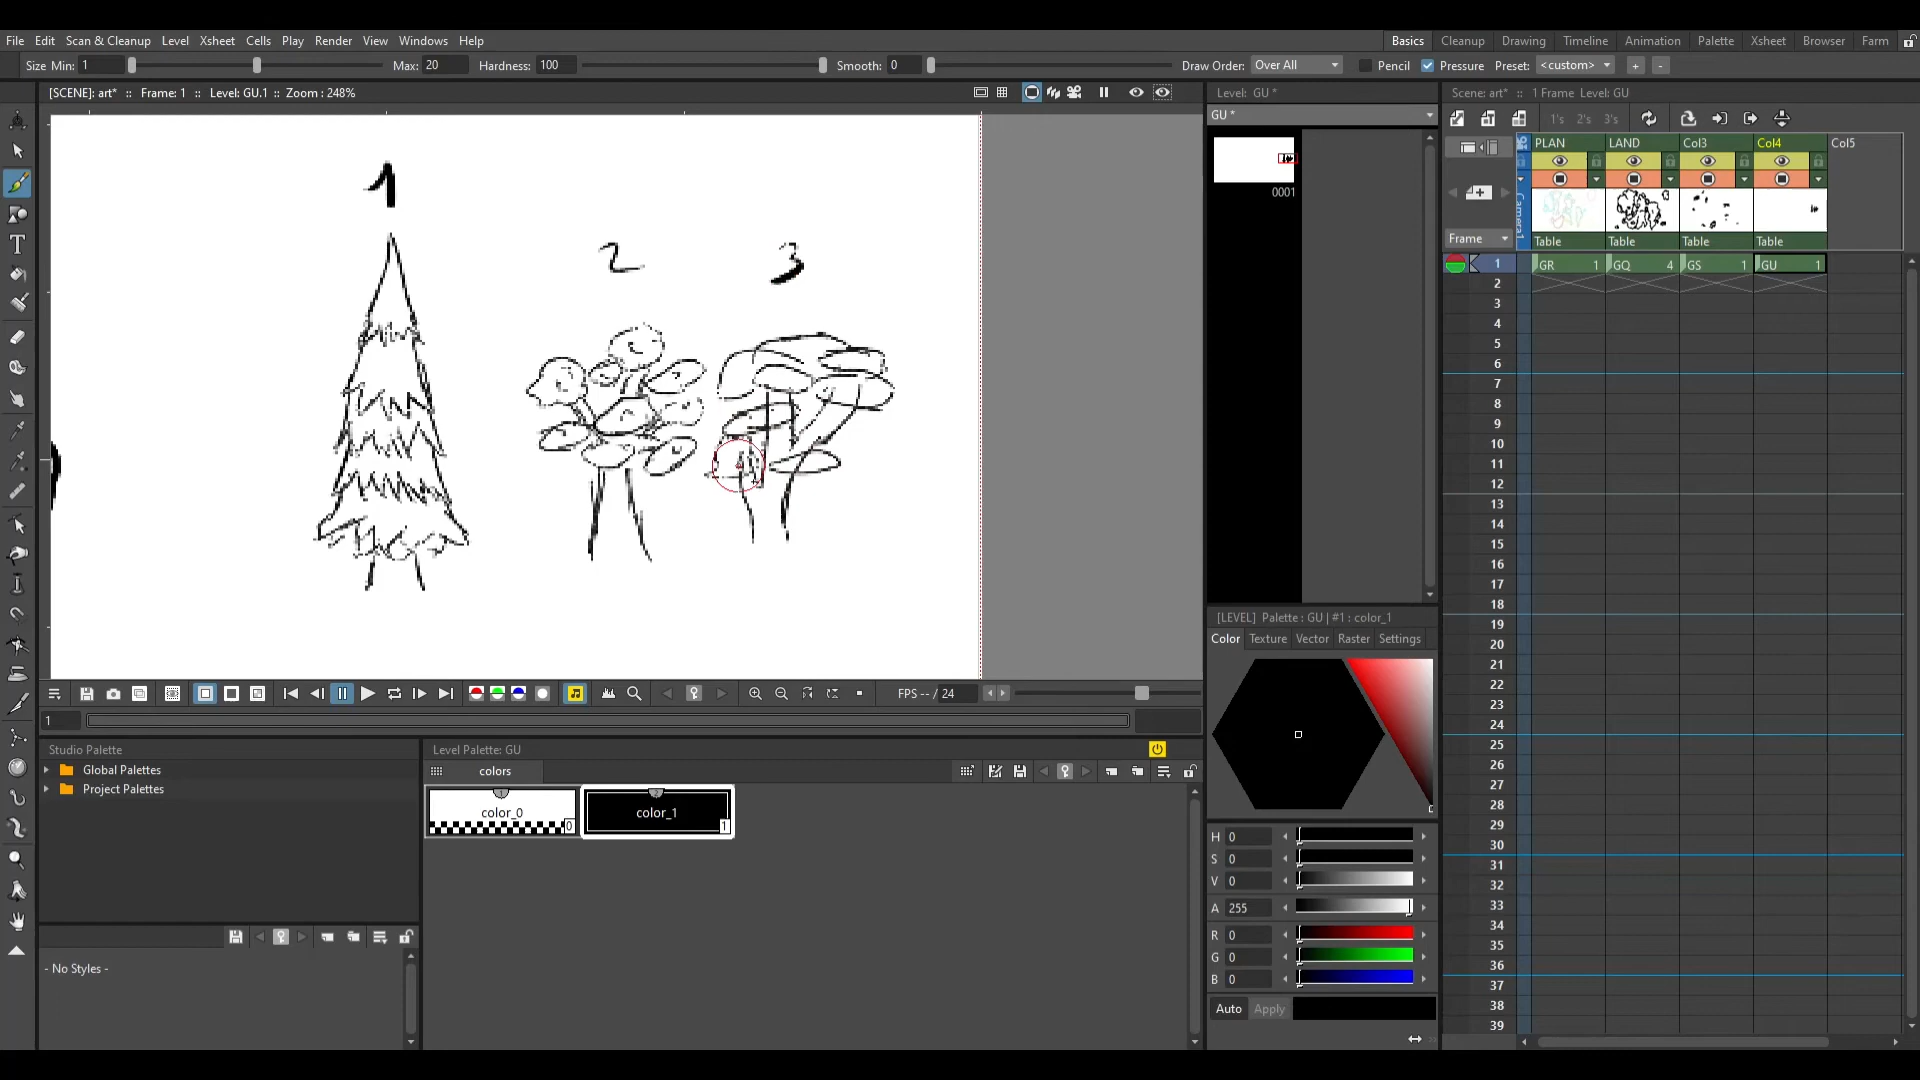 File Edit Scan & Cleanup Level Xsheet Cells Play Render View Windows Help
Basics Cleanup Drawing Timeline Animation Palette Xsheet Browser Farm
Size Min: 1 Max: 20 Hardness: 100 Smooth: 0 Draw Order: Over All Pencil Pressure Preset: <custom> + -
[SCENE]: art* :: Frame: 1 :: Level: GU.1 :: Zoom : 248%
Level: GU *
Scene: art* :: 1 Frame Level: GU
GU *
1's 2's 3's
PLAN LAND Col3 Col4 Col5
0001
Camera1
Frame
Table Table Table Table
GR 1 GQ 4 GS 1 GU 1
1
2
3
4
5
6
7
8
9
10
11
12
13
14
15
16
17
18
19
20
21
22
23
24
25
26
27
28
29
30
31
32
33
34
35
36
37
38
39
1
2
3
[LEVEL] Palette : GU | #1 : color_1
Color Texture Vector Raster Settings
FPS -- / 24
1
Studio Palette
Global Palettes
Project Palettes
Level Palette: GU
colors
color_0 0
color_1 1
- No Styles -
H 0
S 0
V 0
A 255
R 0
G 0
B 0
Auto Apply